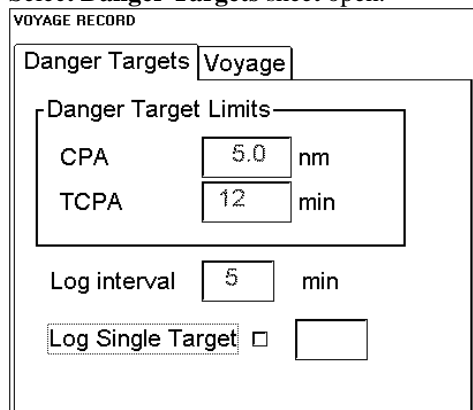 Select Danger Targets sheet open.
VOYAGE RECORD
Danger Targets Voyage
Danger Target Limits
CPA 5.0 nm
TCPA 12 min
Log interval 5 min
Log Single Target